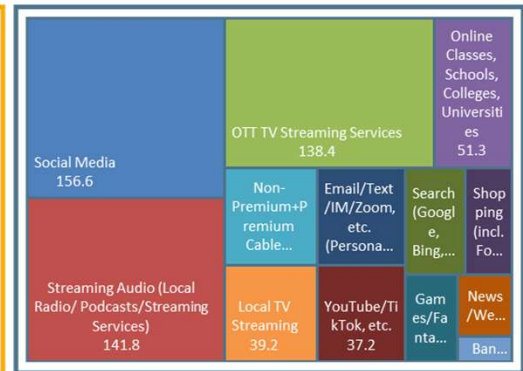 Social Media
156.6
Streaming Audio (Local
Radio/ Podcasts/Streaming
Services)
141.8
OTT TV Streaming Services
138.4
Online
Classes,
Schools,
Colleges,
Universiti
es
51.3
Non-
Premium+P
remium
Cable...
Email/Text
/IM/Zoom,
etc.
(Persona...
Search
(Googl
e,
Bing,...
Shop
ping
(incl.
Fo...
Local TV
Streaming
39.2
YouTube/Ti
kTok, etc.
37.2
Gam
es/Fa
nta...
News
/We...
Ban...